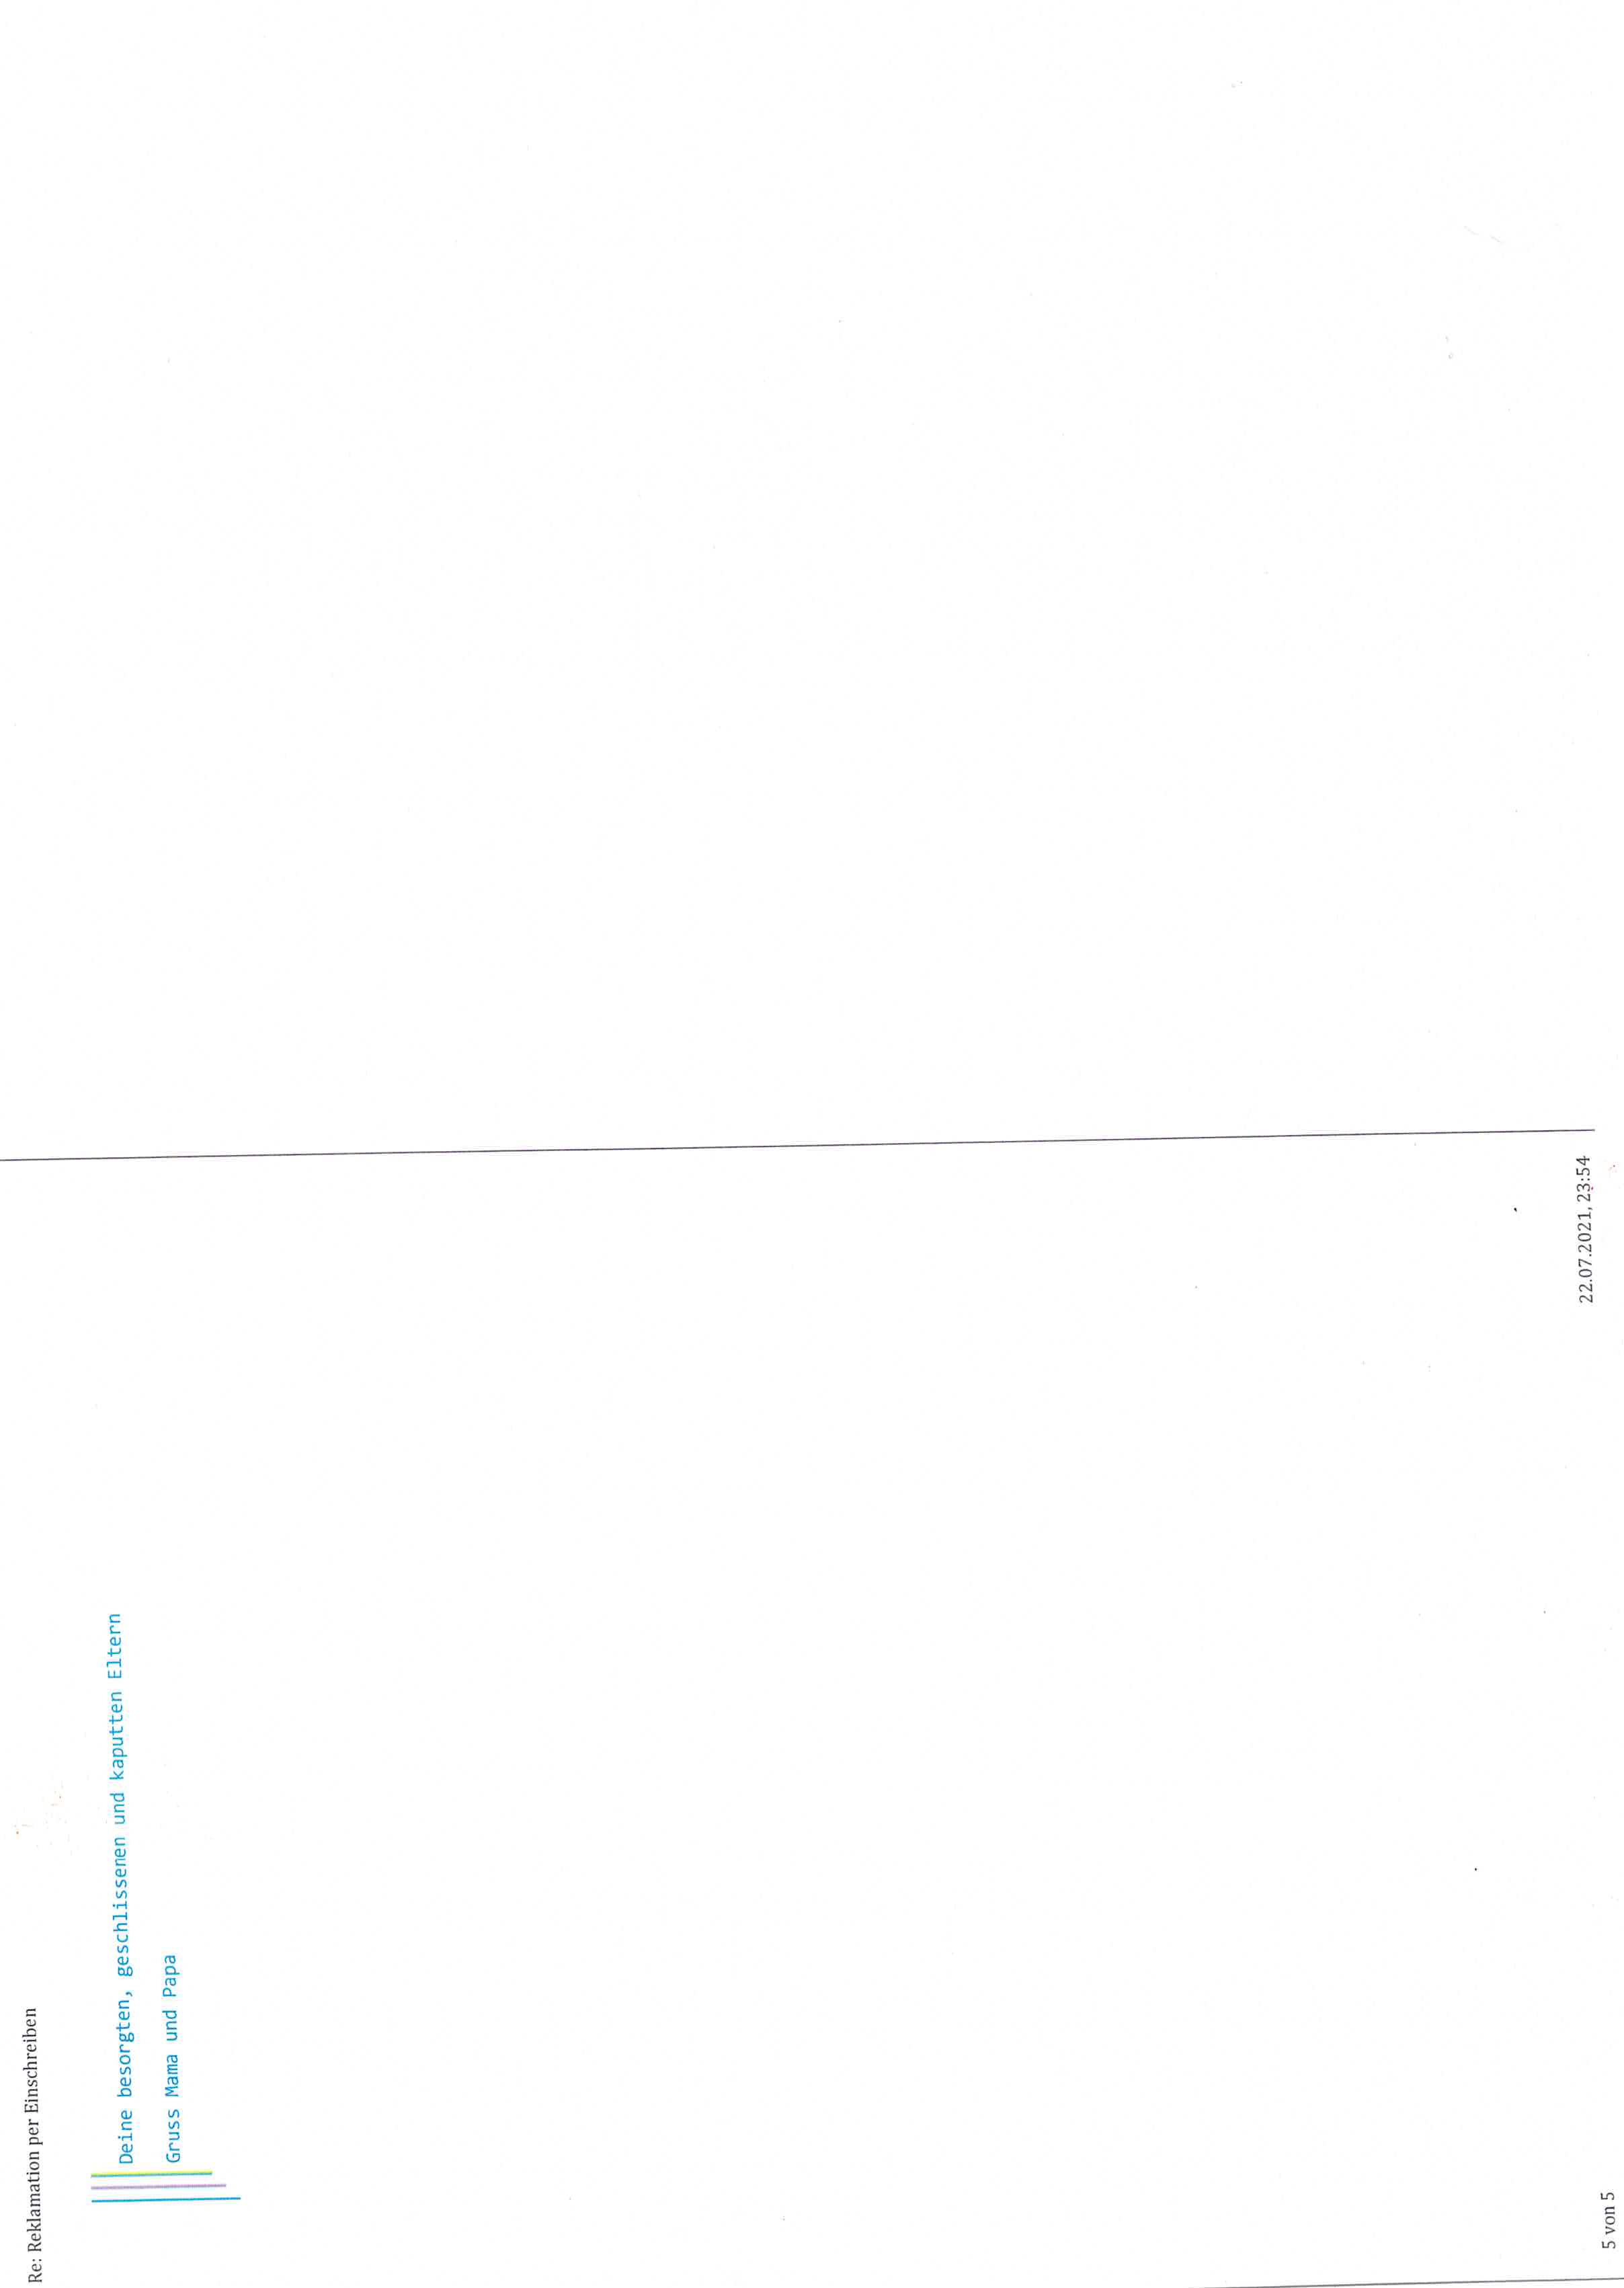 Re: Reklamation per Einschreiben
Deine besorgten, geschlissenen und kaputten Eltern
Gruss Mama und Papa
5 von 5
22.07.2021, 23:54